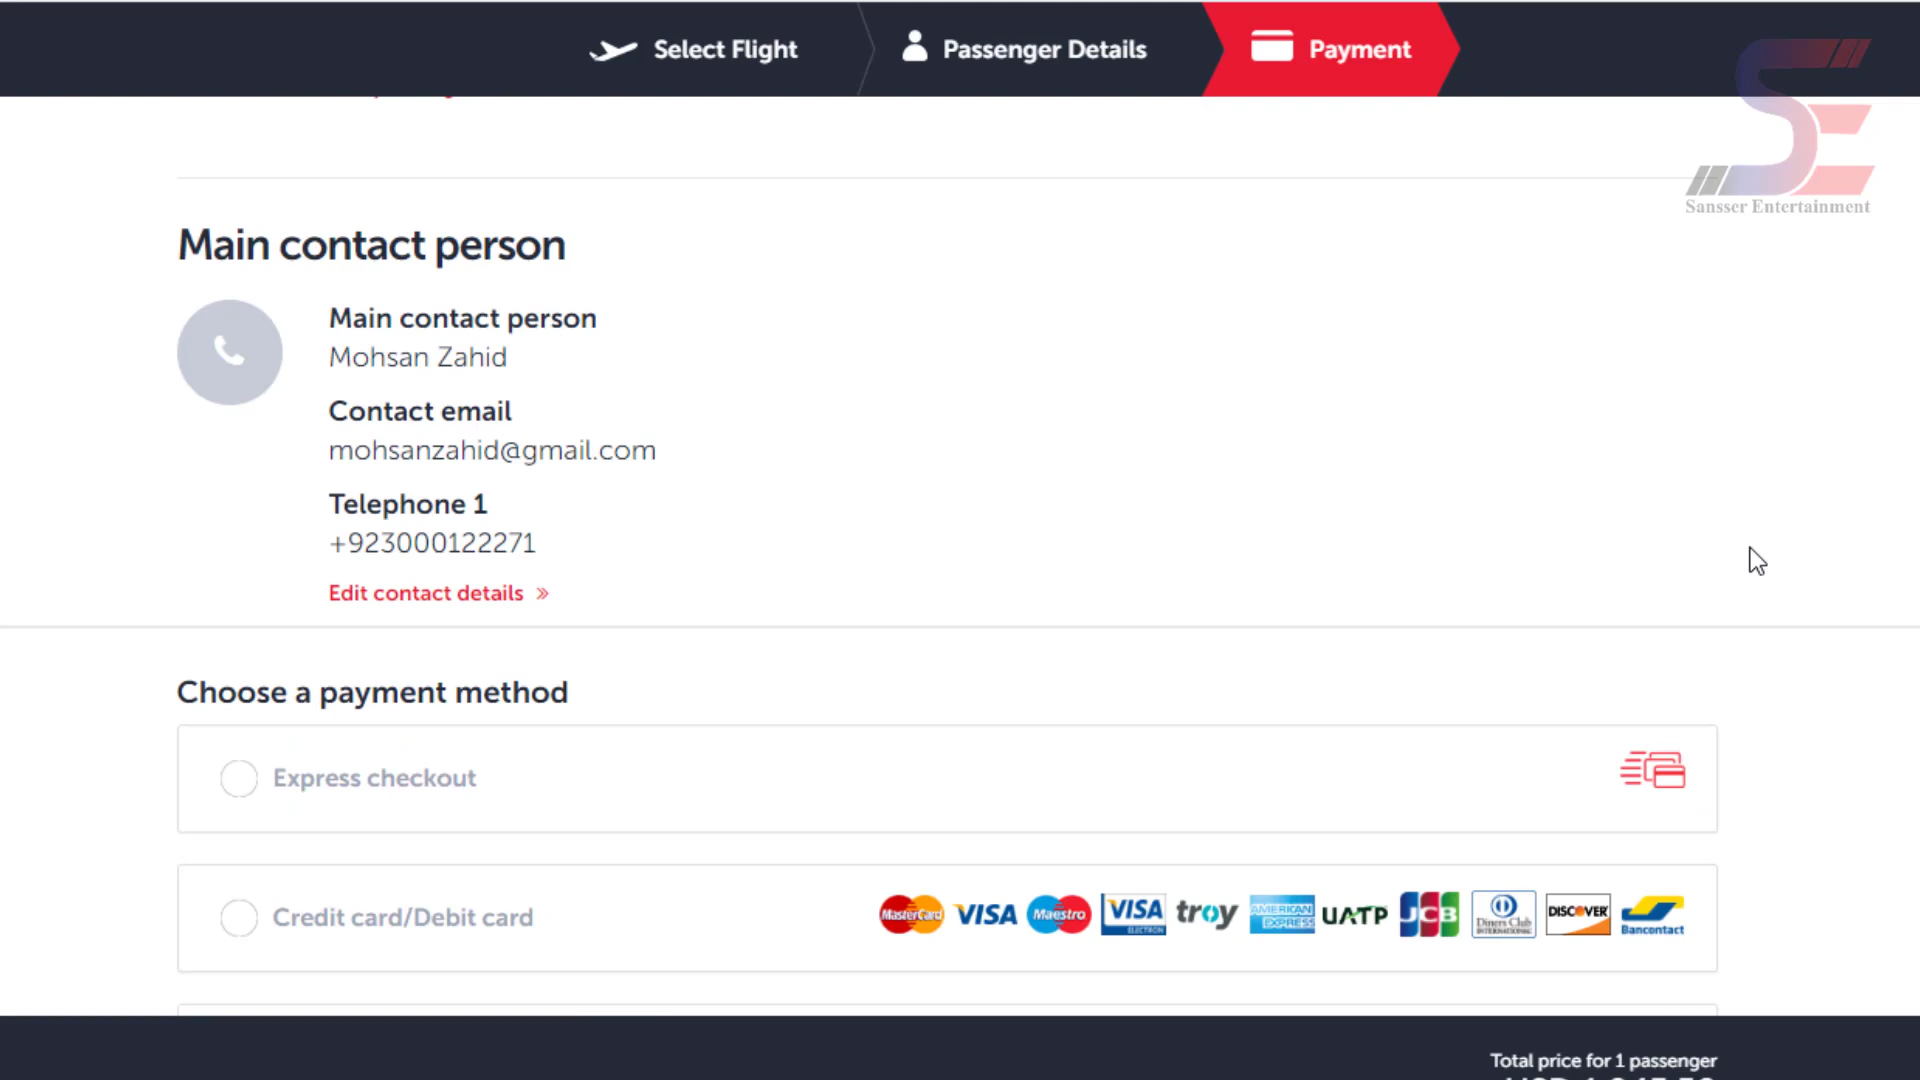 Select Flight
Passenger Details
Payment
Sansser Entertainment
Main contact person
Main contact person
Mohsan Zahid
Contact email
mohsanzahid@gmail.com
Telephone 1
+923000122271
Edit contact details »
Choose a payment method
Express checkout
Credit card/Debit card
MasterCard
VISA
Maestro
VISA
ELECTRON
troy
AMERICAN
EXPRESS
UATP
JCB
Diners Club
INTERNATIONAL
DISCOVER
Bancontact
Total price for 1 passenger